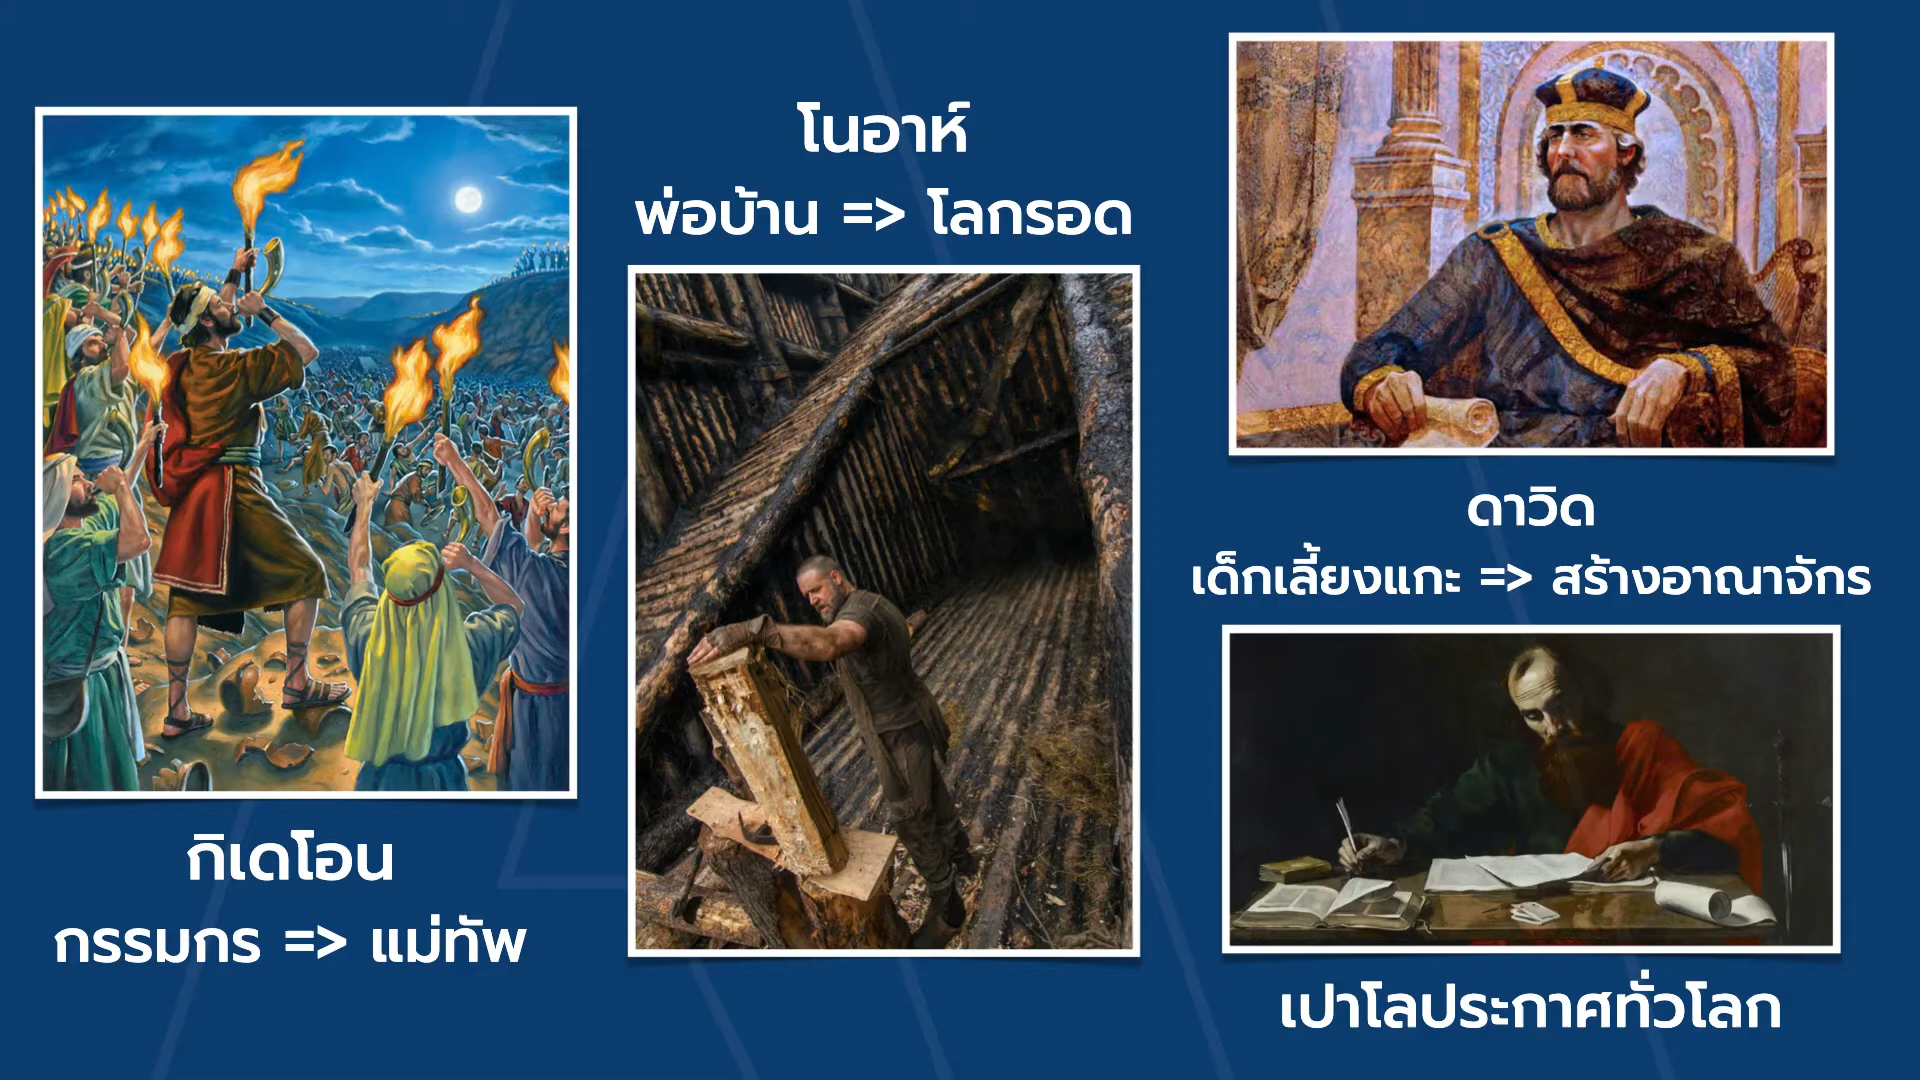 กิเดโอน
กรรมกร => แม่ทัพ
โนอาห์
พ่อบ้าน => โลกรอด
ดาวิด
เด็กเลี้ยงแกะ => สร้างอาณาจักร
เปาโลประกาศทั่วโลก